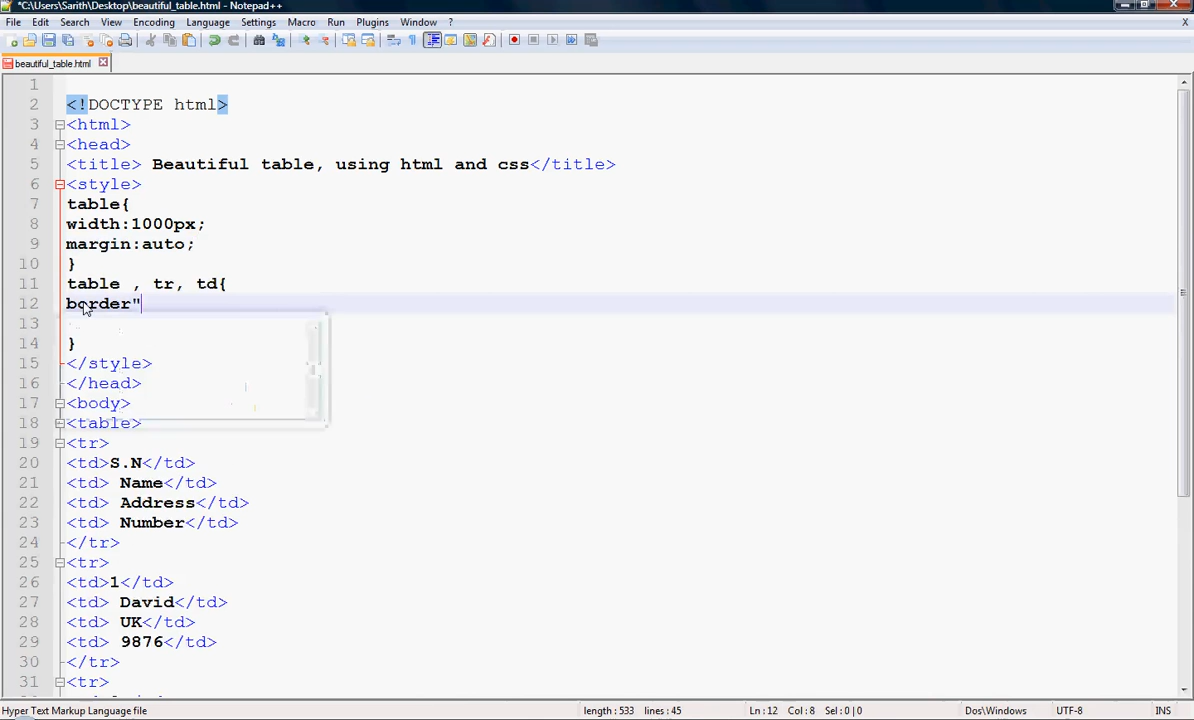 *C:\Users\Sarith\Desktop\beautiful_table.html - Notepad++
File Edit Search View Encoding Language Settings Macro Run Plugins Window ? X
beautiful_table.html
1
2 <!DOCTYPE html>
3 <html>
4 <head>
5 <title> Beautiful table, using html and css</title>
6 <style>
7 table{
8 width:1000px;
9 margin:auto;
10 }
11 table , tr, td{
12 border"
13
14 }
15 </style>
16 </head>
17 <body>
18 <table>
19 <tr>
20 <td>S.N</td>
21 <td> Name</td>
22 <td> Address</td>
23 <td> Number</td>
24 </tr>
25 <tr>
26 <td>1</td>
27 <td> David</td>
28 <td> UK</td>
29 <td> 9876</td>
30 </tr>
31 <tr>
Hyper Text Markup Language file length : 533 lines : 45 Ln : 12 Col : 8 Sel : 0 | 0 Dos\Windows UTF-8 INS